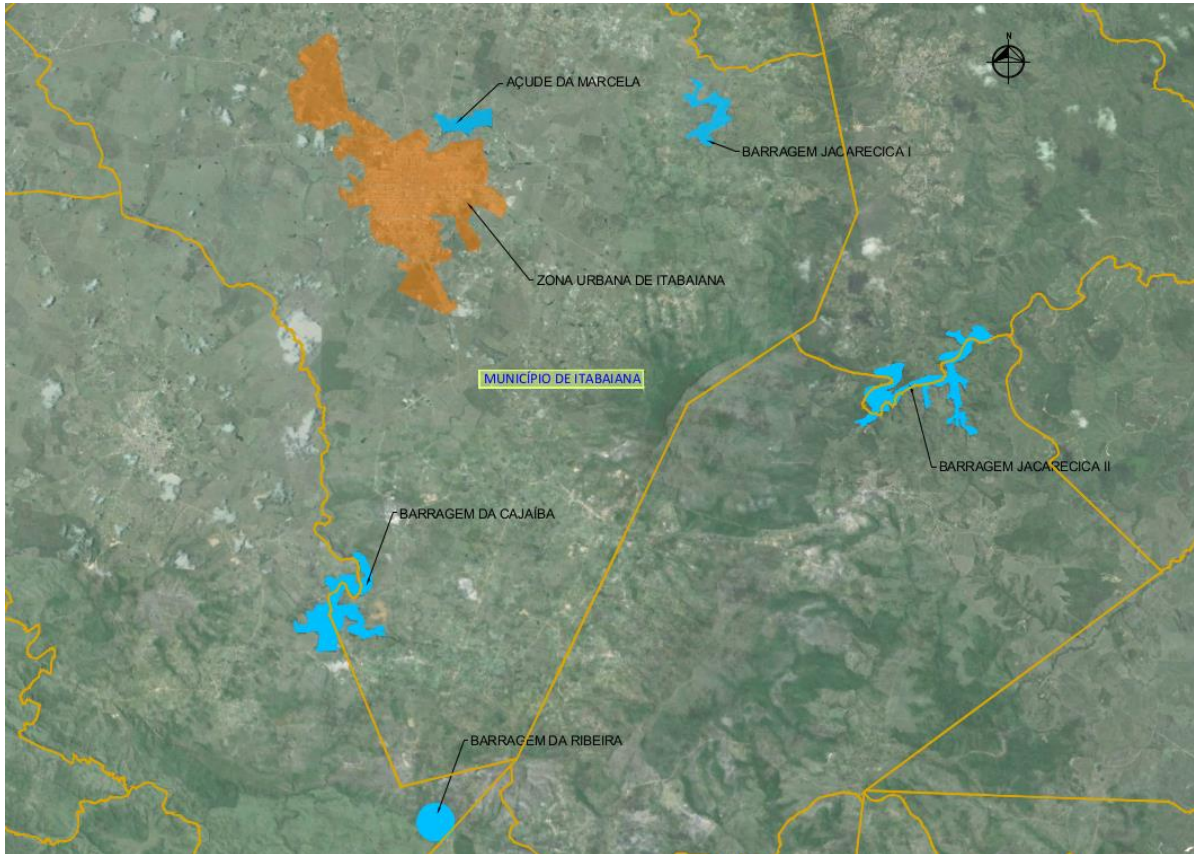 N
AÇUDE DA MARCELA
BARRAGEM JACARECICA I
ZONA URBANA DE ITABAIANA
MUNICÍPIO DE ITABAIANA
BARRAGEM JACARECICA II
BARRAGEM DA CAJAÍBA
BARRAGEM DA RIBEIRA